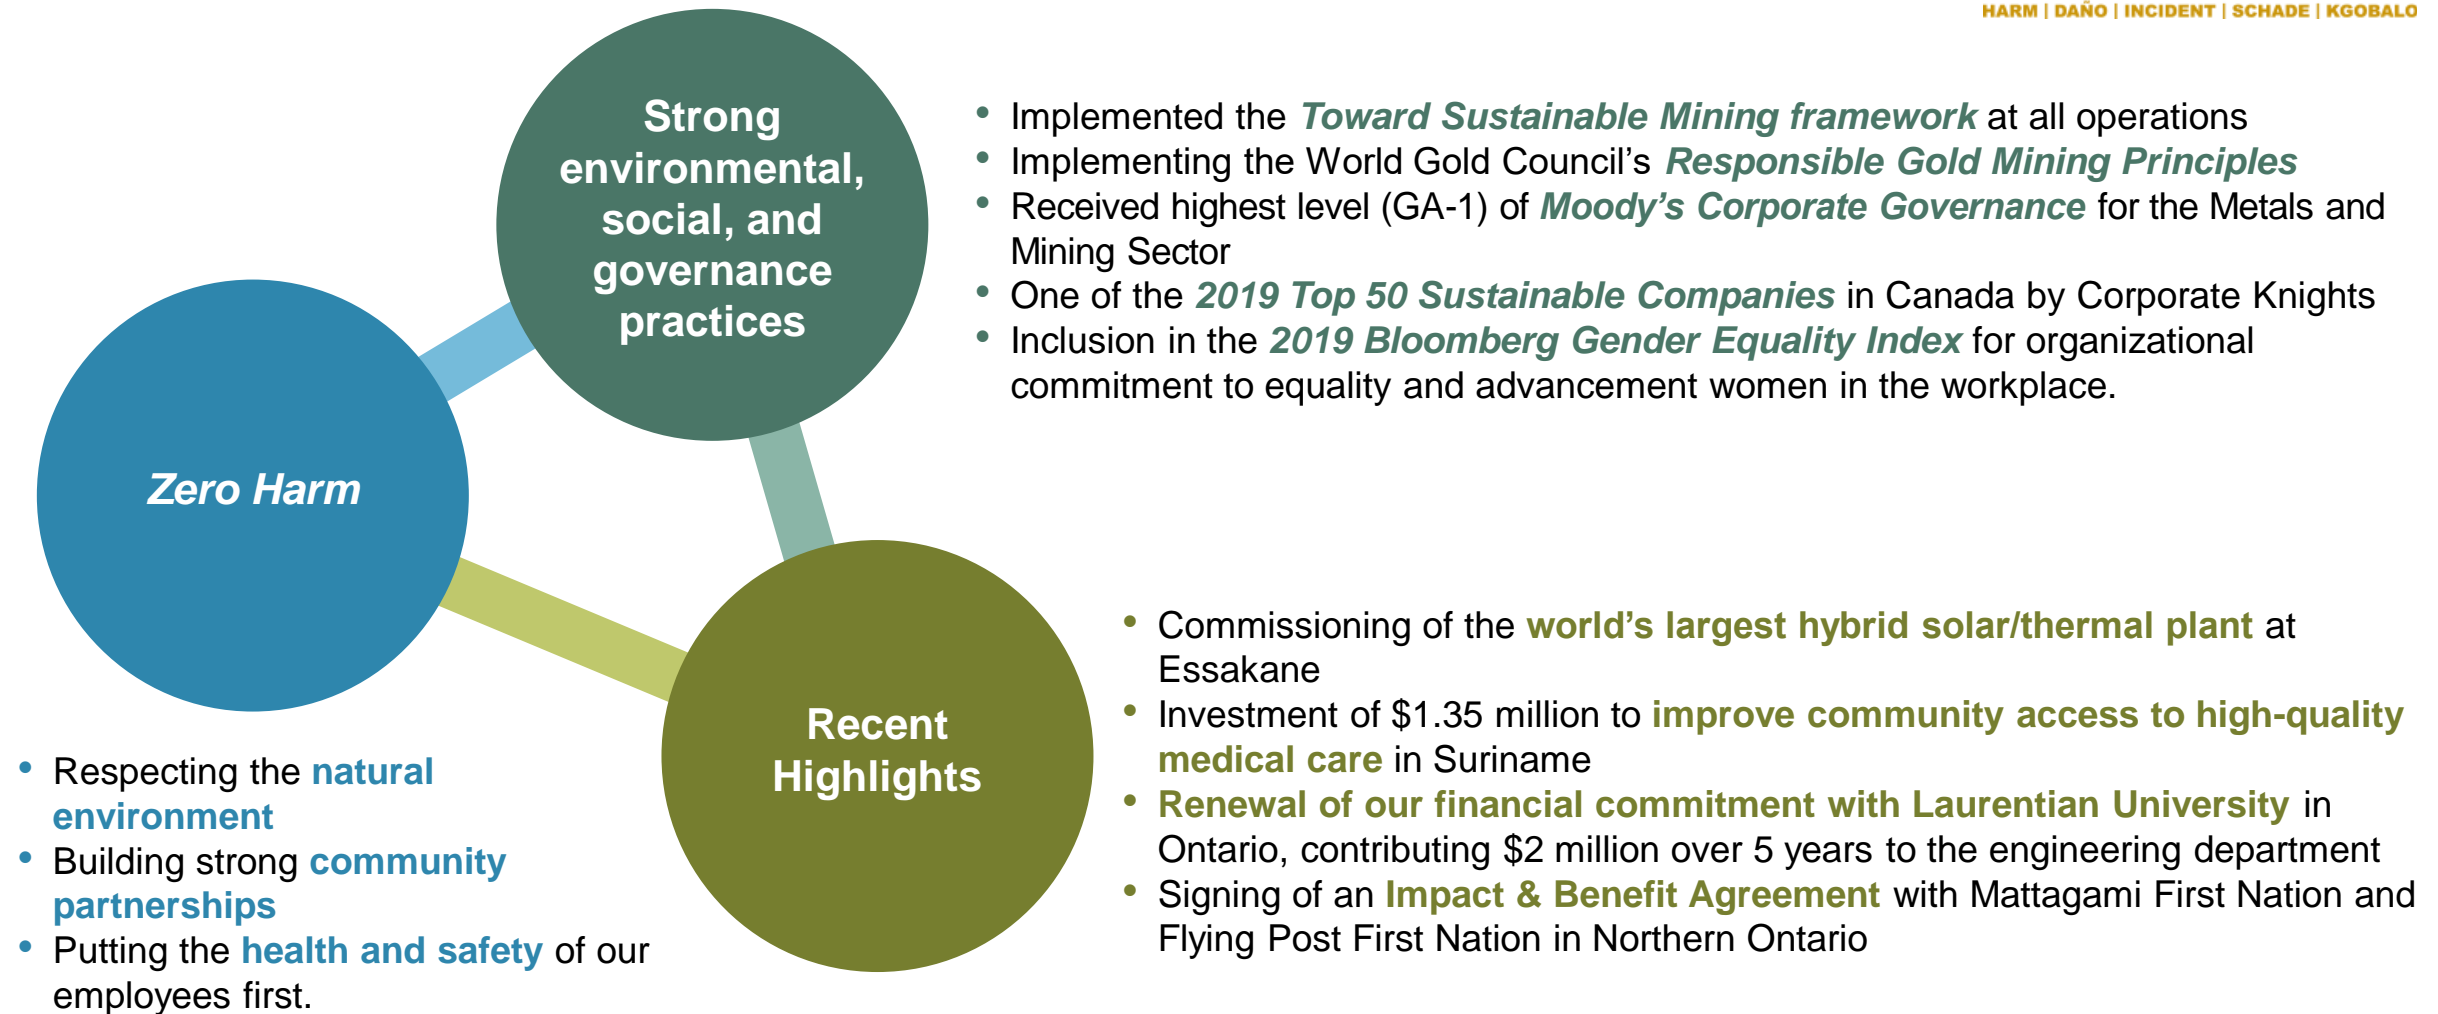 HARM | DAÑO | INCIDENT | SCHADE | KGOBALO
Strong
environmental,
social, and
governance
practices
• Implemented the Toward Sustainable Mining framework at all operations
• Implementing the World Gold Council’s Responsible Gold Mining Principles
• Received highest level (GA-1) of Moody’s Corporate Governance for the Metals and
Mining Sector
• One of the 2019 Top 50 Sustainable Companies in Canada by Corporate Knights
• Inclusion in the 2019 Bloomberg Gender Equality Index for organizational
commitment to equality and advancement women in the workplace.
Zero Harm
• Respecting the natural
environment
• Building strong community
partnerships
• Putting the health and safety of our
employees first.
Recent
Highlights
• Commissioning of the world’s largest hybrid solar/thermal plant at
Essakane
• Investment of $1.35 million to improve community access to high-quality
medical care in Suriname
• Renewal of our financial commitment with Laurentian University in
Ontario, contributing $2 million over 5 years to the engineering department
• Signing of an Impact & Benefit Agreement with Mattagami First Nation and
Flying Post First Nation in Northern Ontario